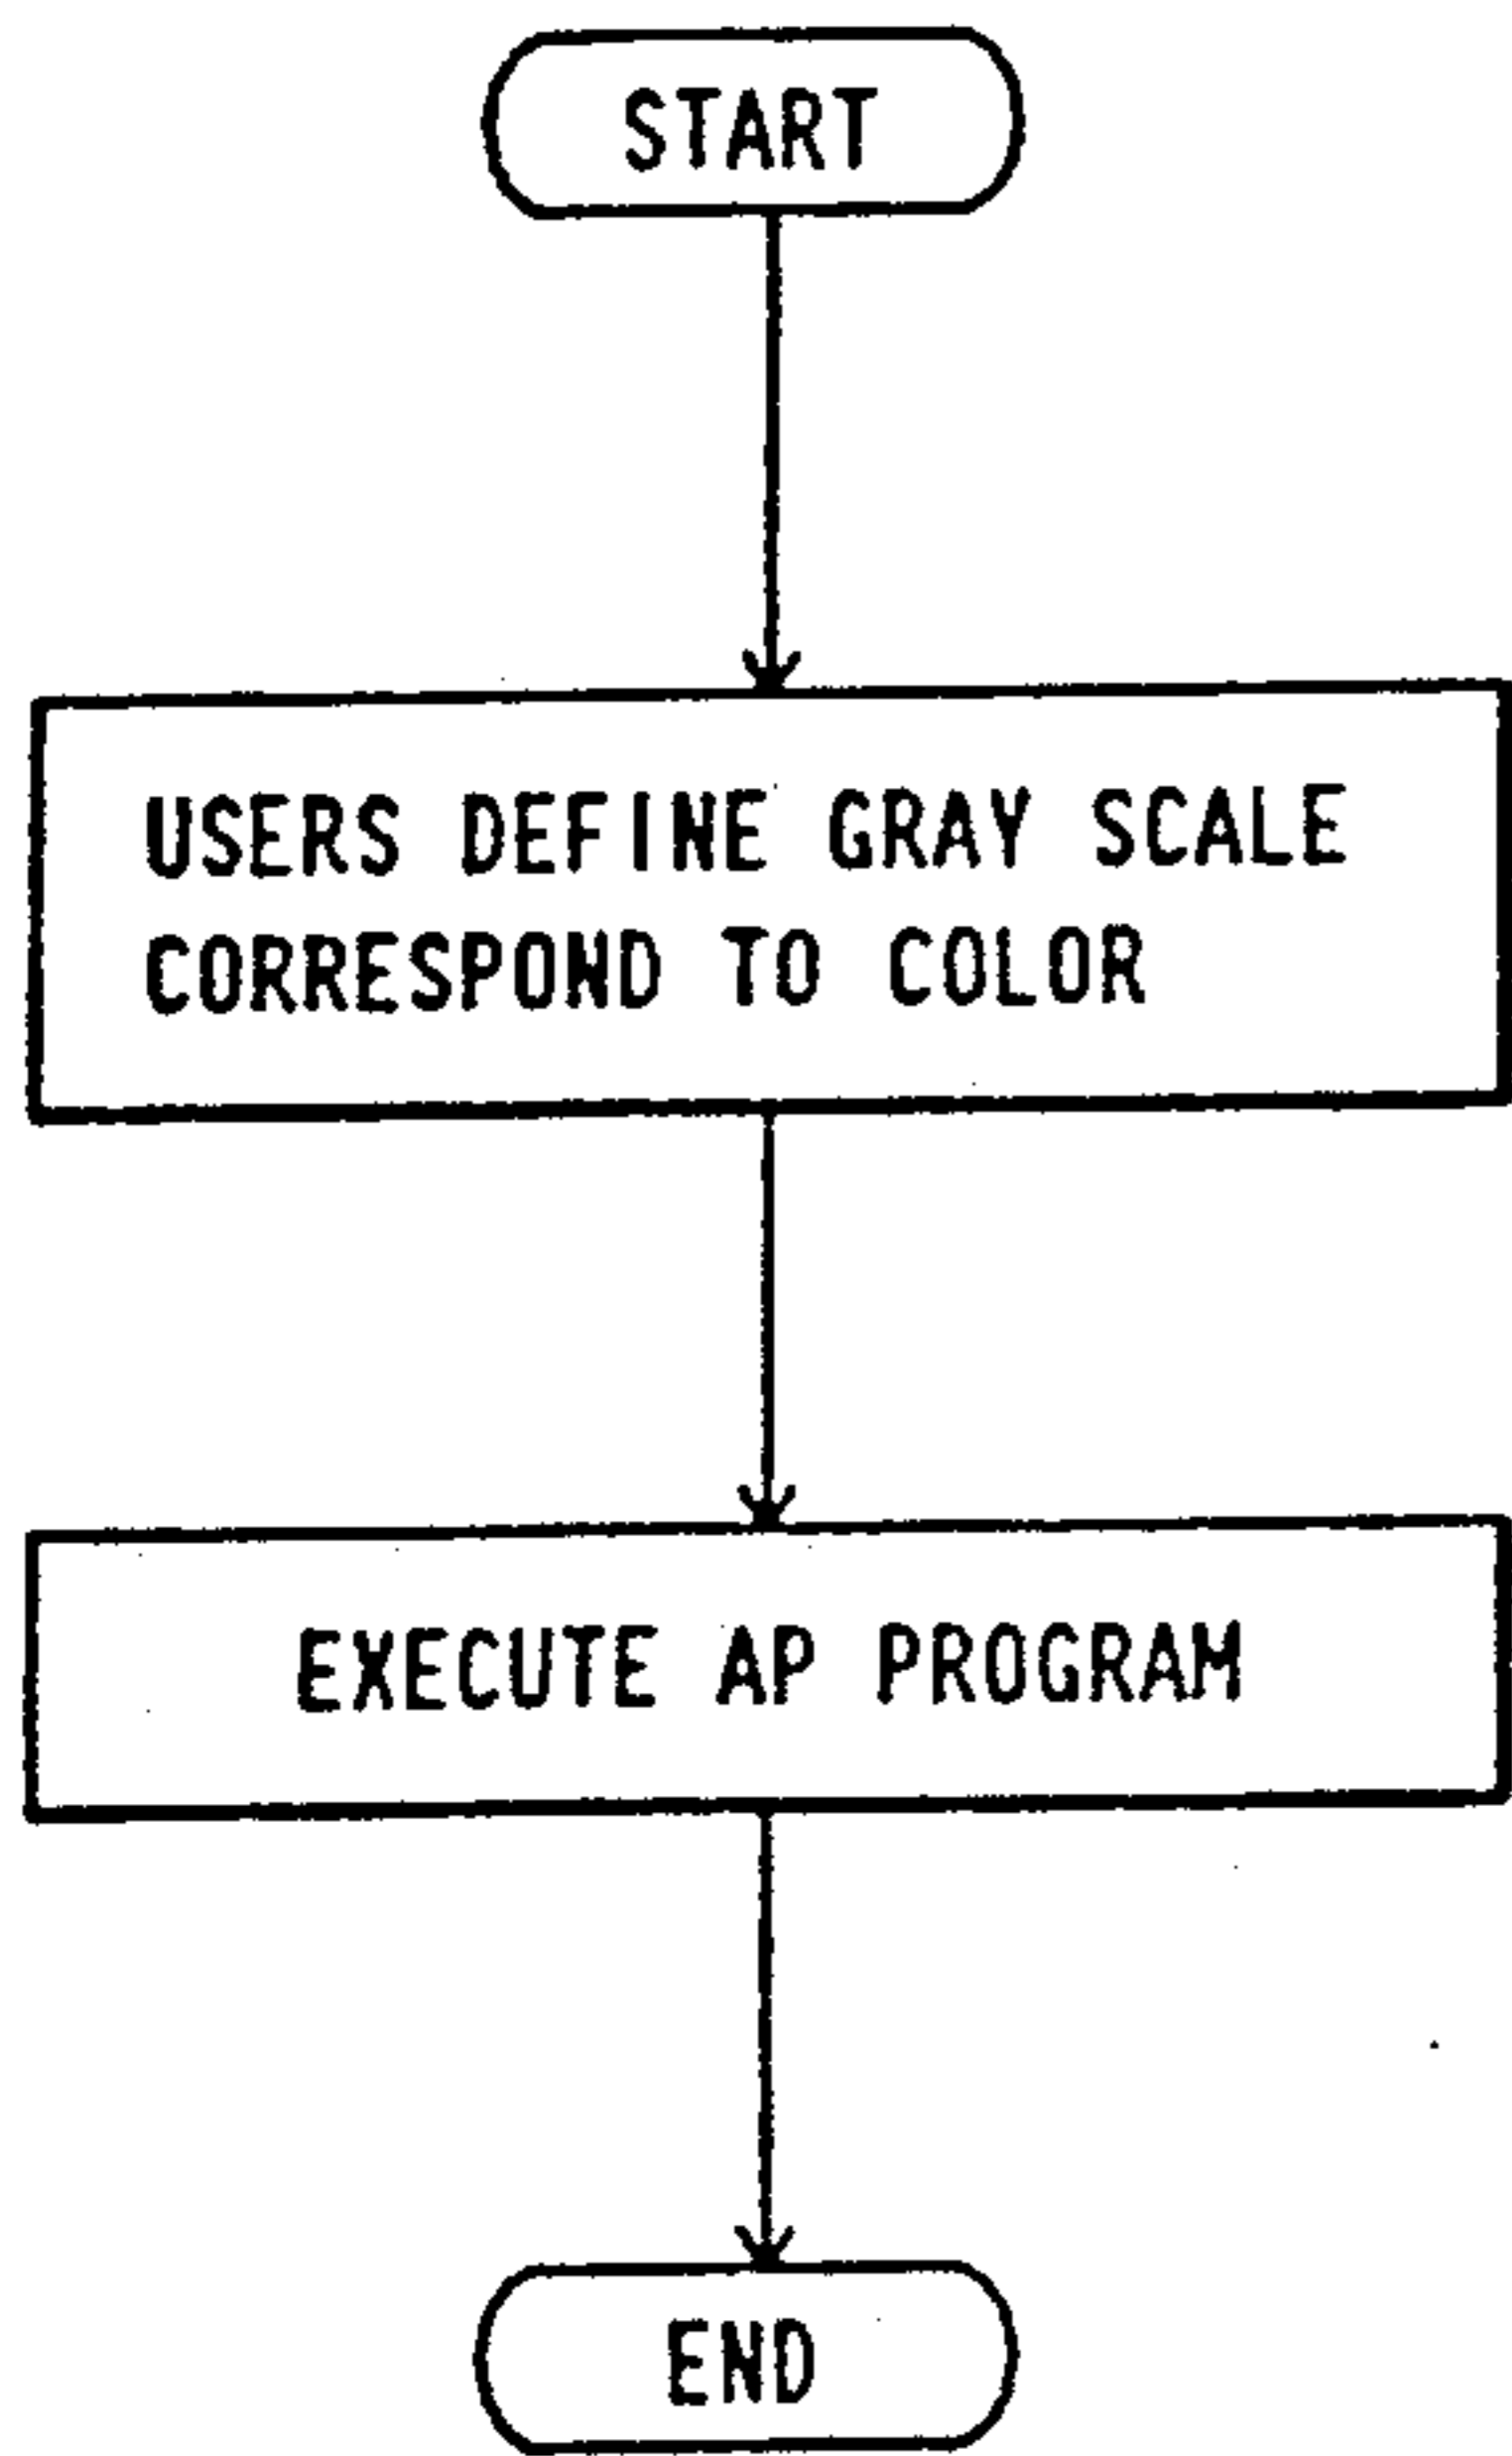 START
USERS DEFINE GRAY SCALE
CORRESPOND TO COLOR
EXECUTE AP PROGRAM
END